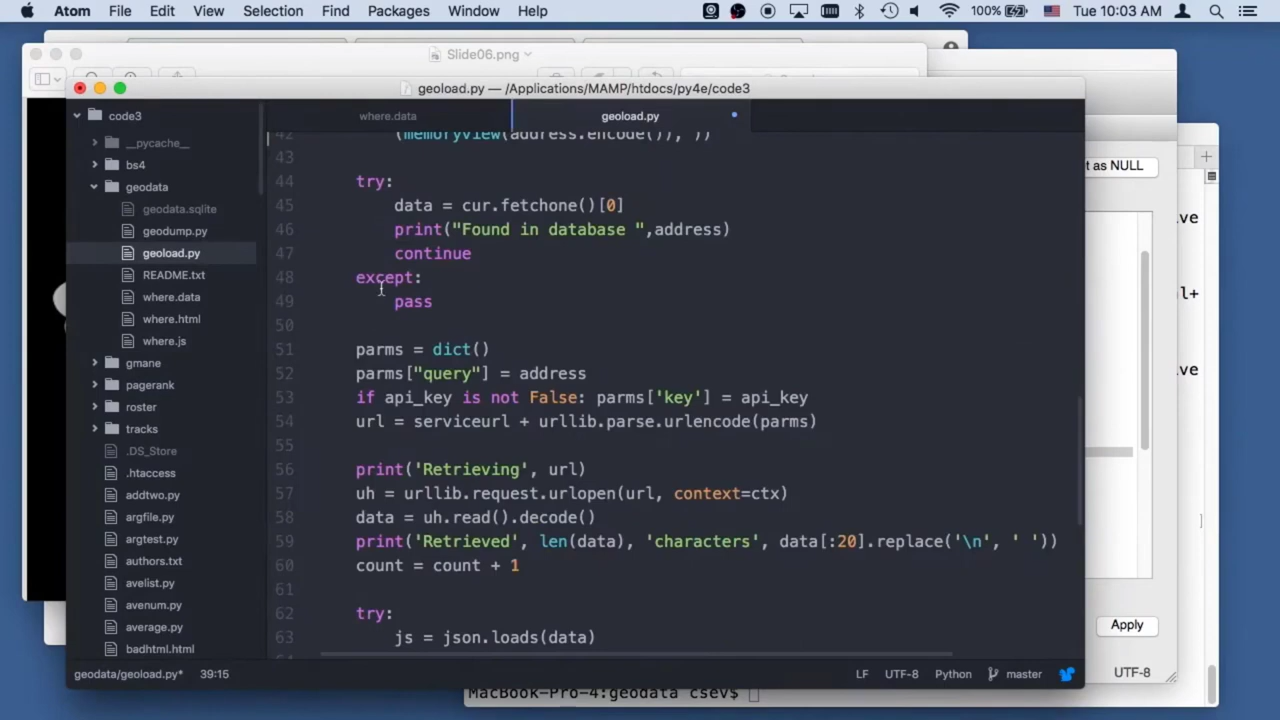 Atom File Edit View Selection Find Packages Window Help 100% Tue 10:03 AM
Slide06.png
geoload.py — /Applications/MAMP/htdocs/py4e/code3
code3
where.data
geoload.py
__pycache__
bs4
geodata
geodata.sqlite
geodump.py
geoload.py
README.txt
where.data
where.html
where.js
gmane
pagerank
roster
tracks
.DS_Store
.htaccess
addtwo.py
argfile.py
argtest.py
authors.txt
avelist.py
avenum.py
average.py
badhtml.html
42 (memoryview(address.encode()), ))
43
44 try:
45 data = cur.fetchone()[0]
46 print("Found in database ",address)
47 continue
48 except:
49 pass
50
51 parms = dict()
52 parms["query"] = address
53 if api_key is not False: parms['key'] = api_key
54 url = serviceurl + urllib.parse.urlencode(parms)
55
56 print('Retrieving', url)
57 uh = urllib.request.urlopen(url, context=ctx)
58 data = uh.read().decode()
59 print('Retrieved', len(data), 'characters', data[:20].replace('\n', ' '))
60 count = count + 1
61
62 try:
63 js = json.loads(data)
geodata/geoload.py* 39:15 LF UTF-8 Python master
t as NULL
ve
l+
ve
Apply
UTF-8
MacBook-Pro-4:geodata csev$